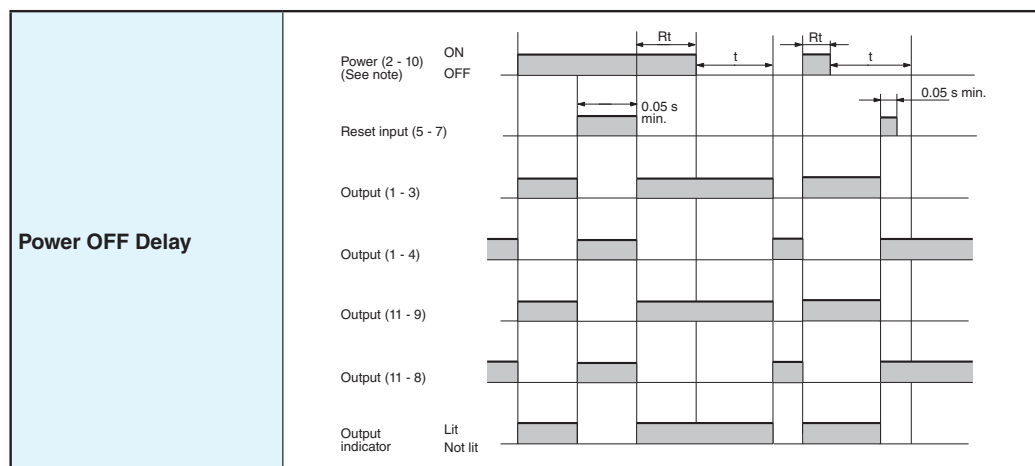 Power OFF Delay
Rt
Rt
Power (2 - 10)
(See note)
ON
OFF
t
t
0.05 s
min.
0.05 s min.
Reset input (5 - 7)
Output (1 - 3)
Output (1 - 4)
Output (11 - 9)
Output (11 - 8)
Output
indicator
Lit
Not lit